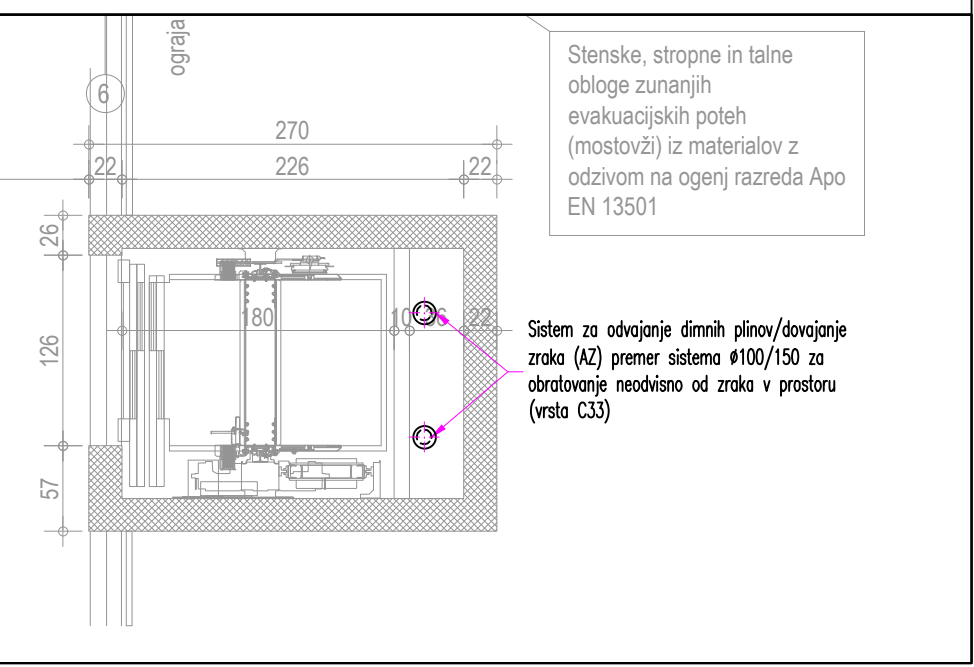 ograja
6
Stenske, stropne in talne
obloge zunanjih
evakuacijskih poteh
(mostovži) iz materialov z
odzivom na ogenj razreda Apo
EN 13501
270
22
226
22
26
126
57
180
10
36
22
Sistem za odvajanje dimnih plinov/dovajanje
zraka (AZ) premer sistema ø100/150 za
obratovanje neodvisno od zraka v prostoru
(vrsta C33)